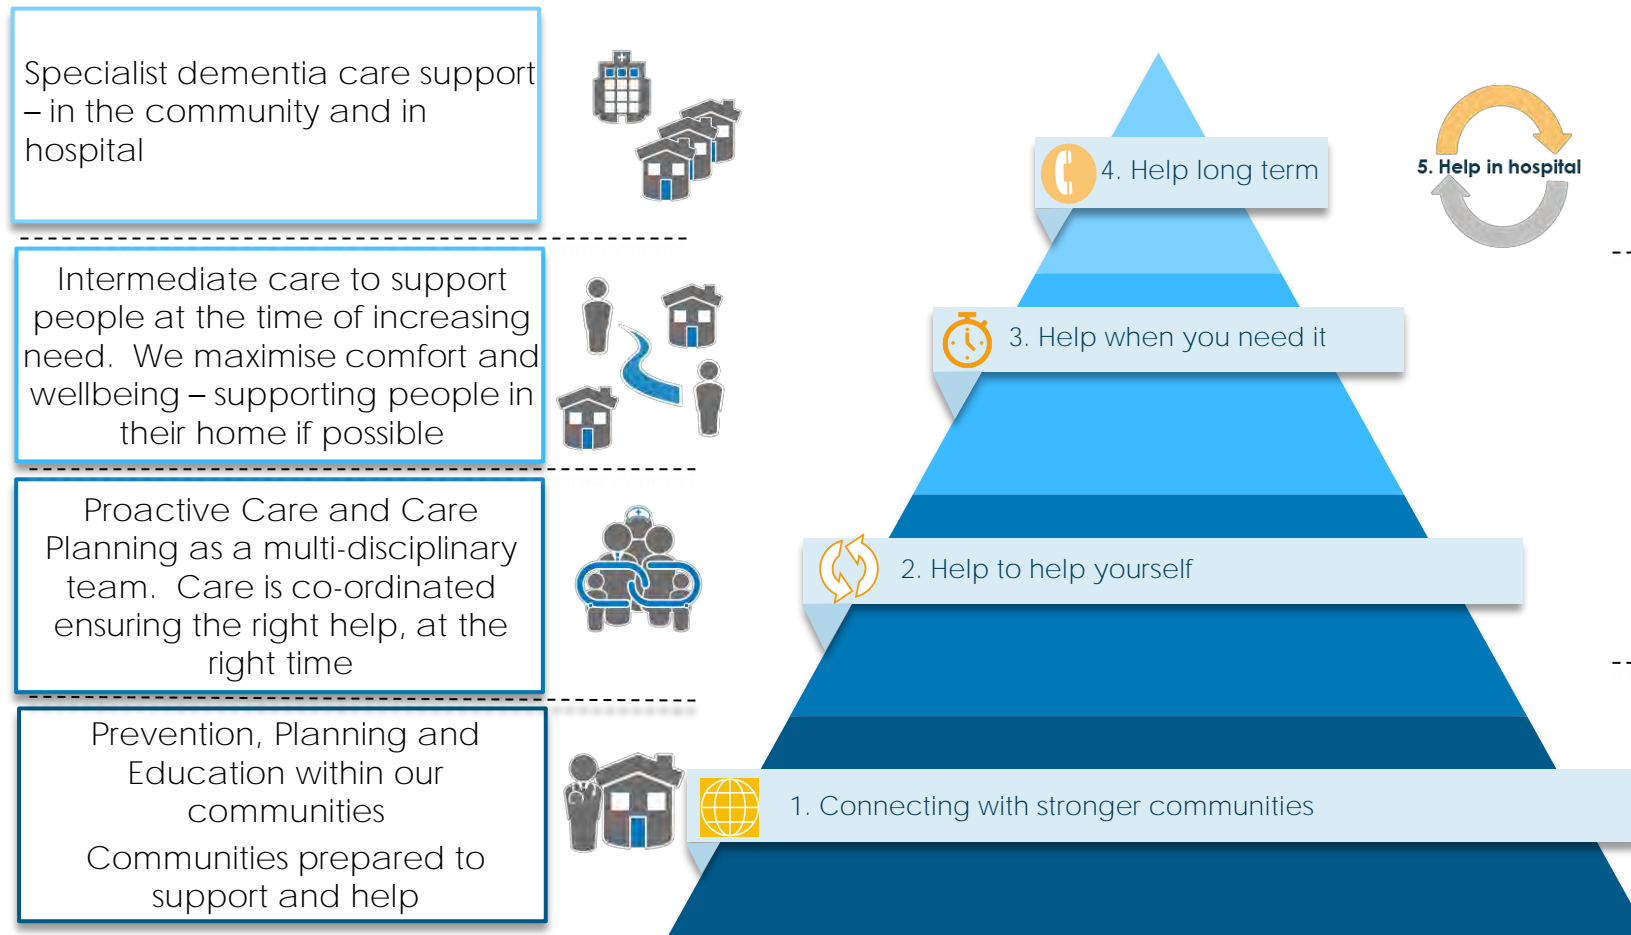 Specialist dementia care support
– in the community and in
hospital
4. Help long term
5. Help in hospital
Intermediate care to support
people at the time of increasing
need.  We maximise comfort and
wellbeing – supporting people in
their home if possible
3. Help when you need it
Proactive Care and Care
Planning as a multi-disciplinary
team.  Care is co-ordinated
ensuring the right help, at the
right time
2. Help to help yourself
Prevention, Planning and
Education within our
communities
Communities prepared to
support and help
1. Connecting with stronger communities